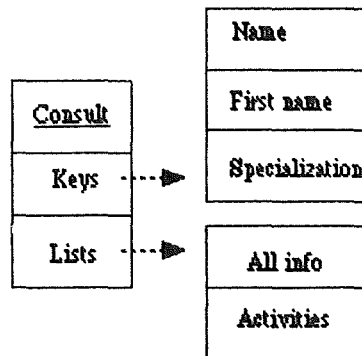 Consult
Keys
Lists
Name
First name
Specialization
All info
Activities